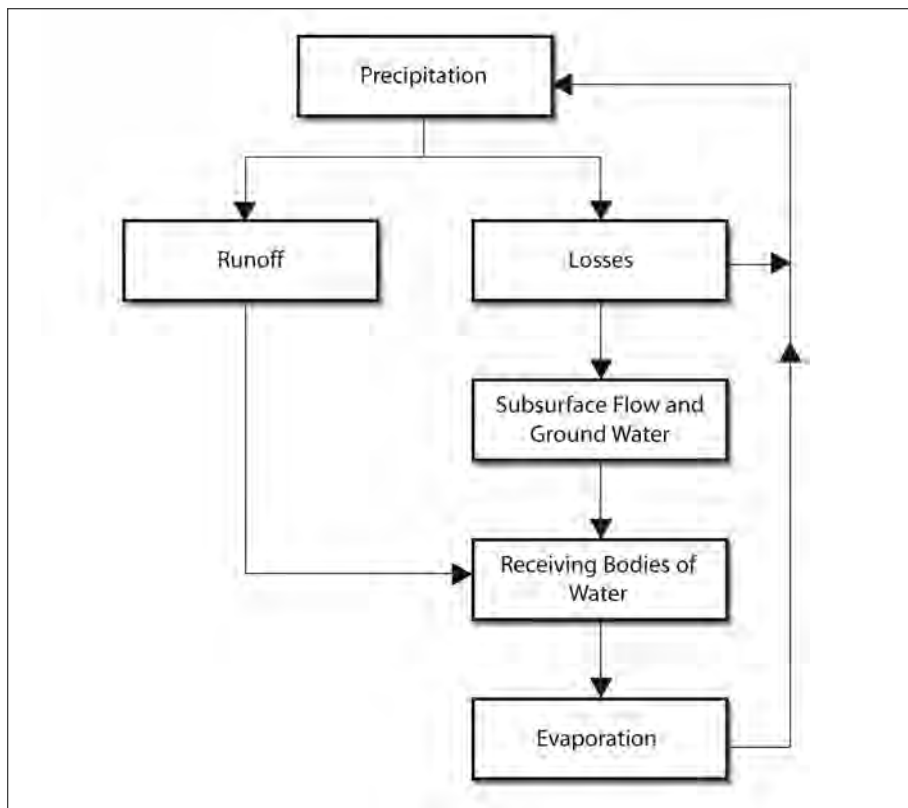 Precipitation
Runoff
Losses
Subsurface Flow and
Ground Water
Receiving Bodies of
Water
Evaporation